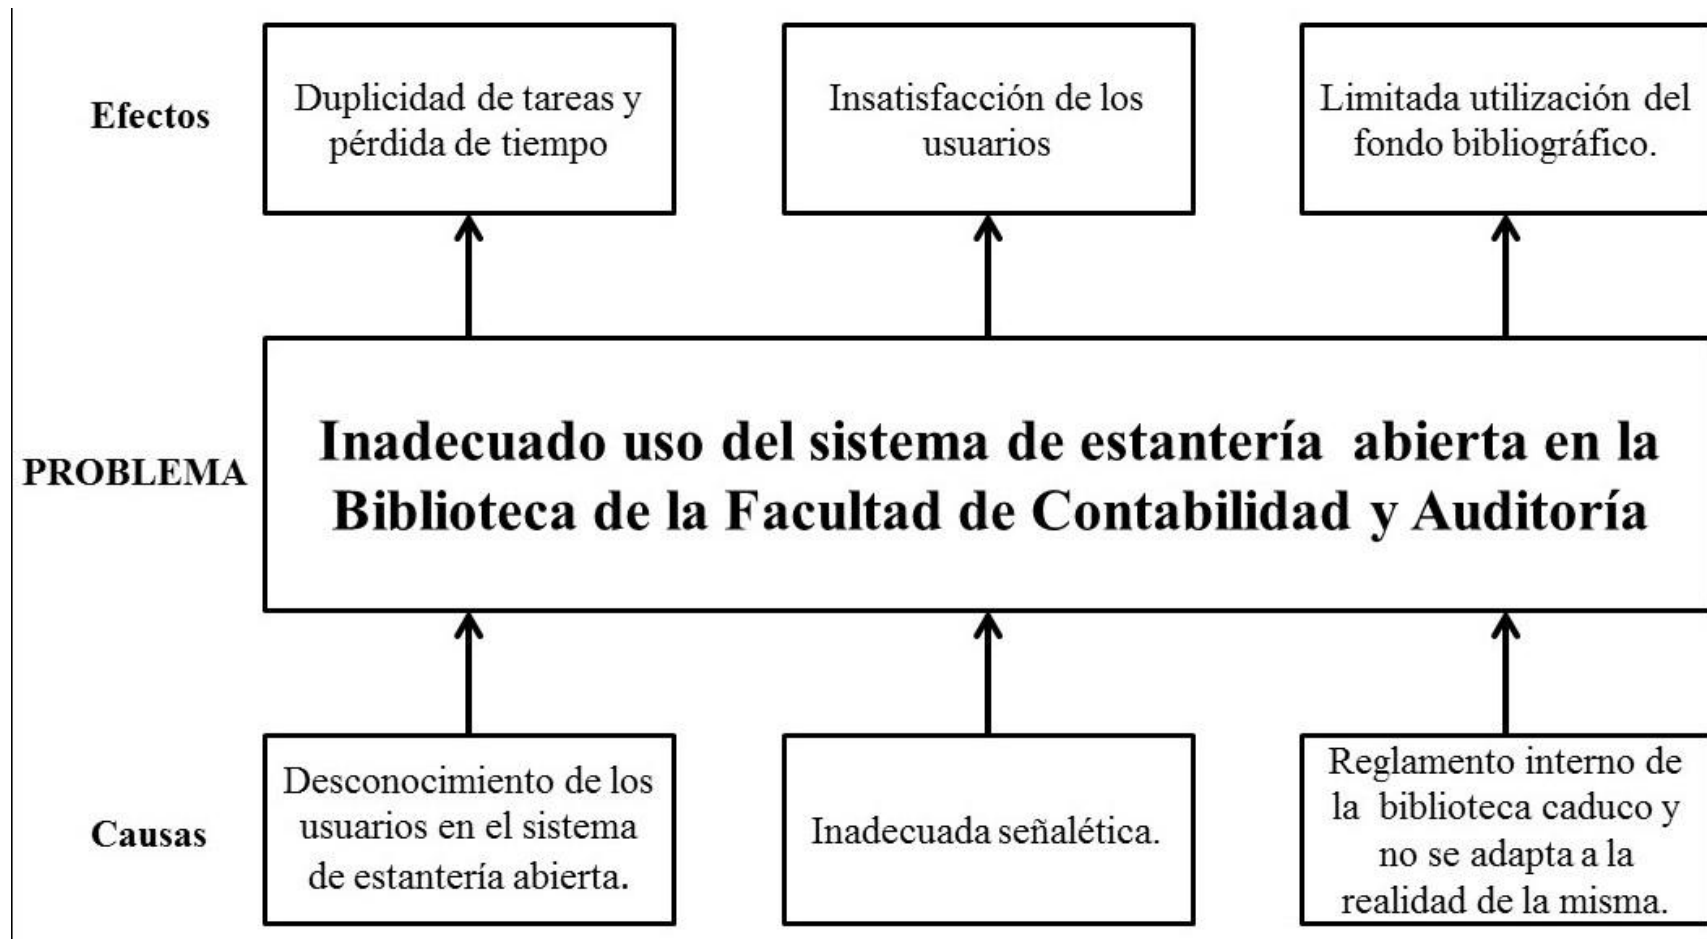 Efectos
Duplicidad de tareas y
pérdida de tiempo
Insatisfacción de los
usuarios
Limitada utilización del
fondo bibliográfico.
PROBLEMA
Inadecuado uso del sistema de estantería abierta en la
Biblioteca de la Facultad de Contabilidad y Auditoría
Causas
Desconocimiento de los
usuarios en el sistema
de estantería abierta.
Inadecuada señalética.
Reglamento interno de
la biblioteca caduco y
no se adapta a la
realidad de la misma.